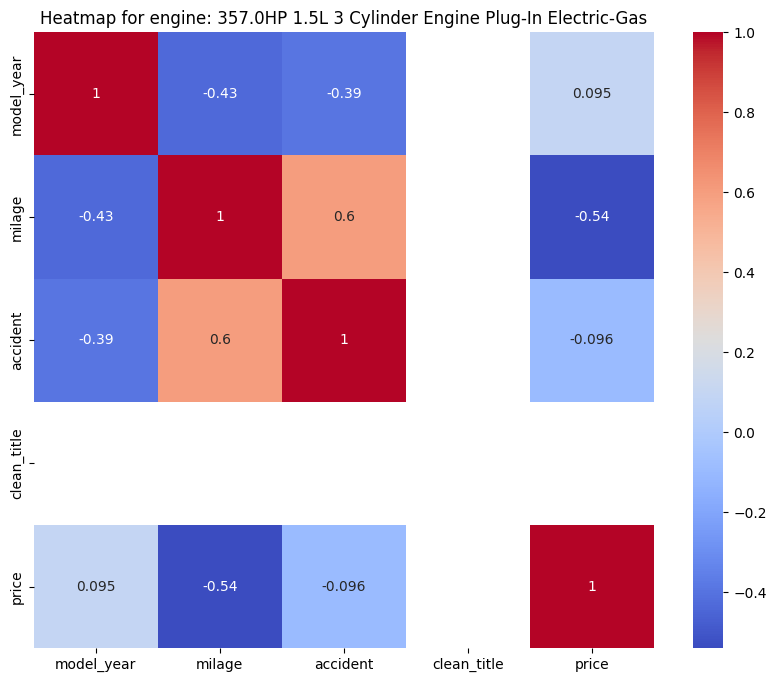 Heatmap for engine: 357.0HP 1.5L 3 Cylinder Engine Plug-In Electric-Gas
model_year
1
-0.43
-0.39
0.095
milage
-0.43
1
0.6
-0.54
accident
-0.39
0.6
1
-0.096
clean_title
price
0.095
-0.54
-0.096
1
model_year
milage
accident
clean_title
price
1.0
0.8
0.6
0.4
0.2
0.0
-0.2
-0.4